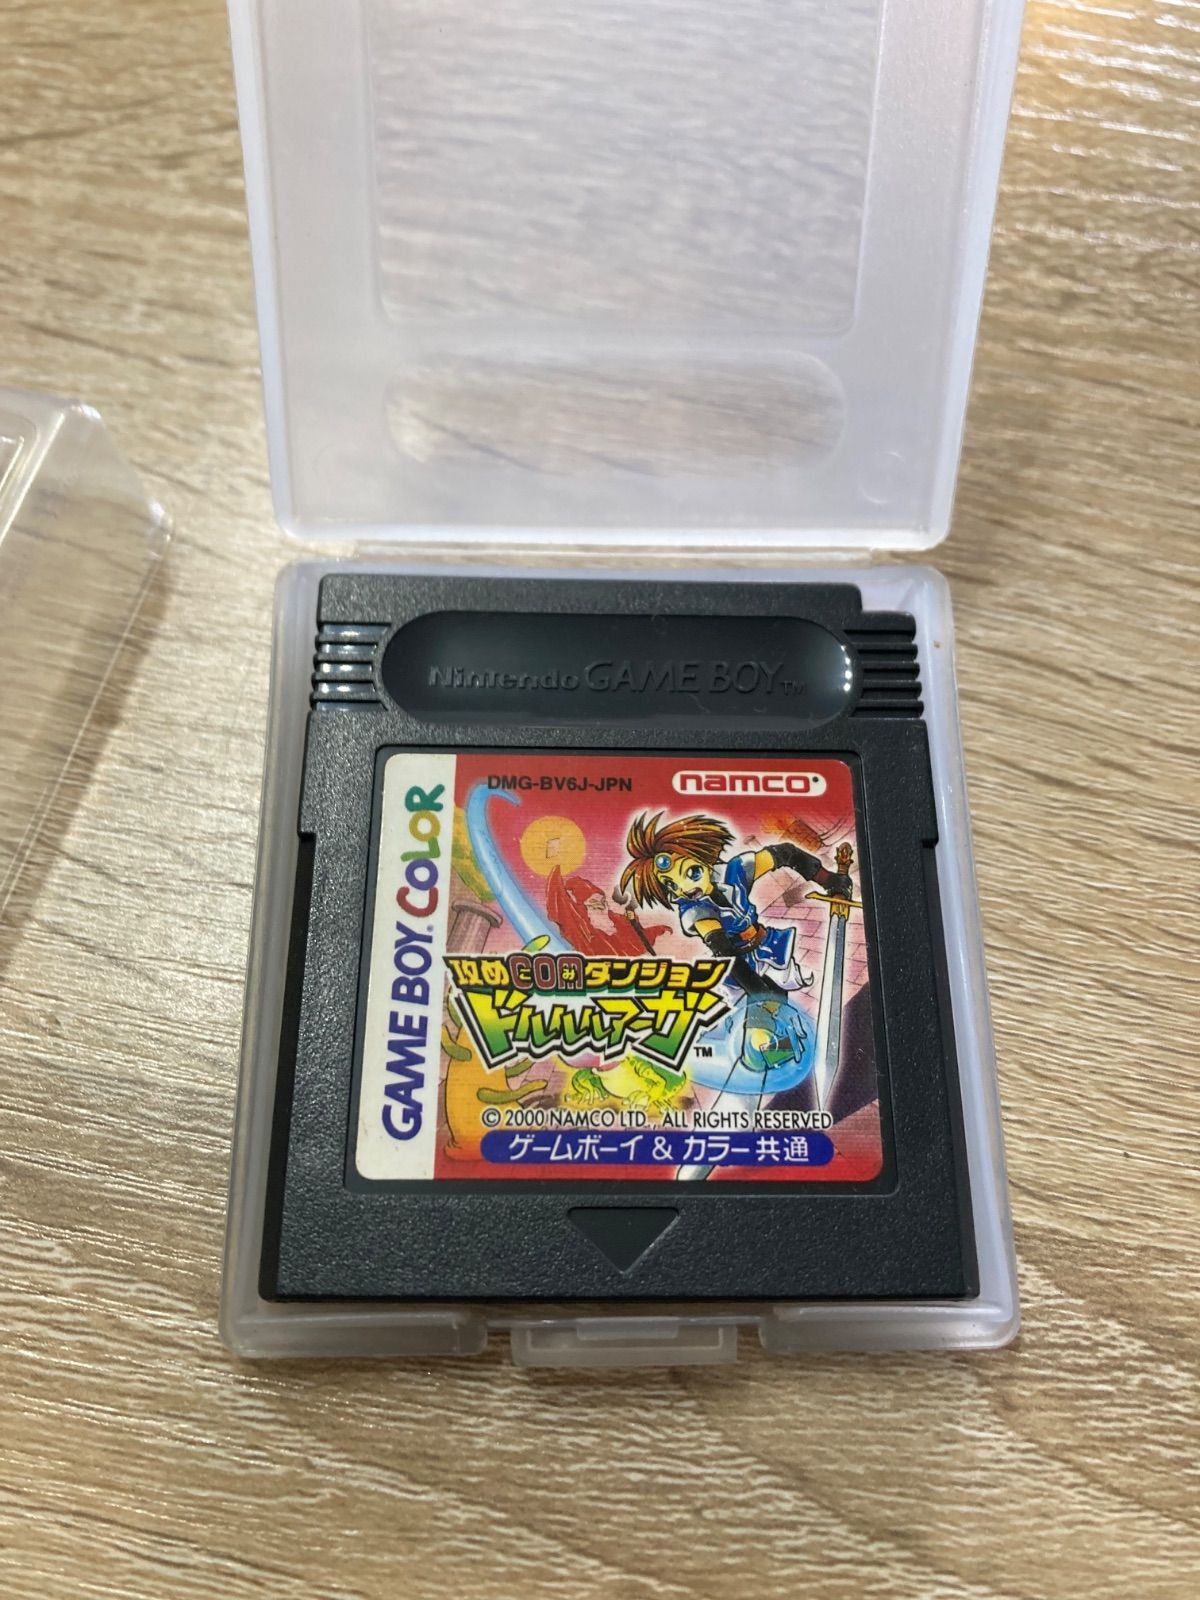 Nintendo GAME BOY TM
DMG-BV6J-JPN
namco
GAME BOY COLOR
攻めCOMダンジョン
こ み
ドルルルアーガ TM
© 2000 NAMCO LTD., ALL RIGHTS RESERVED
ゲームボーイ & カラー共通